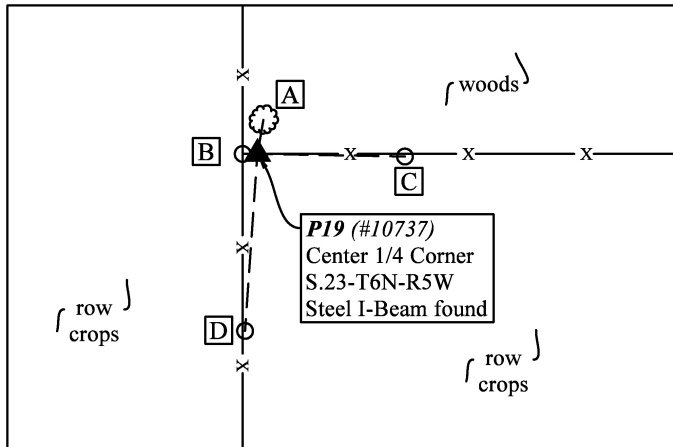 x
A
woods
B
x
x
x
C
P19 (#10737)
Center 1/4 Corner
S.23-T6N-R5W
Steel I-Beam found
x
row
crops
D
x
row
crops